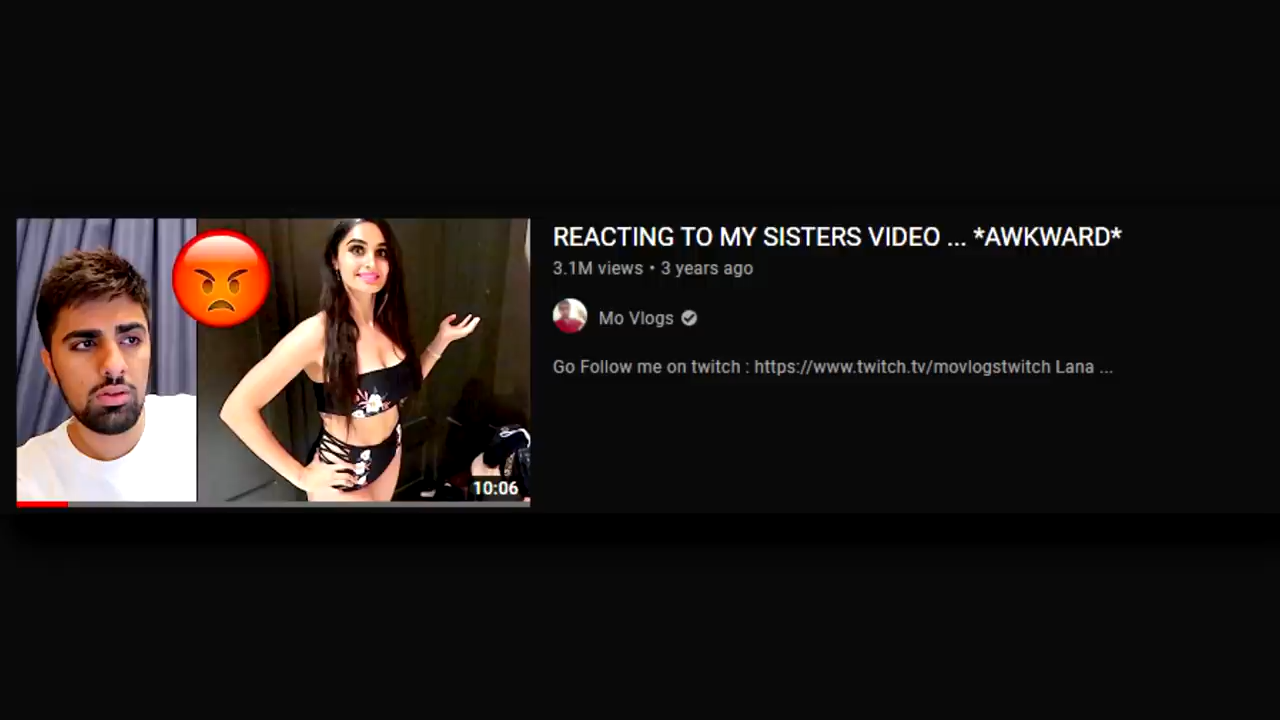 REACTING TO MY SISTERS VIDEO ... *AWKWARD*
3.1M views • 3 years ago
Mo Vlogs
Go Follow me on twitch : https://www.twitch.tv/movlogstwitch Lana ...
10:06